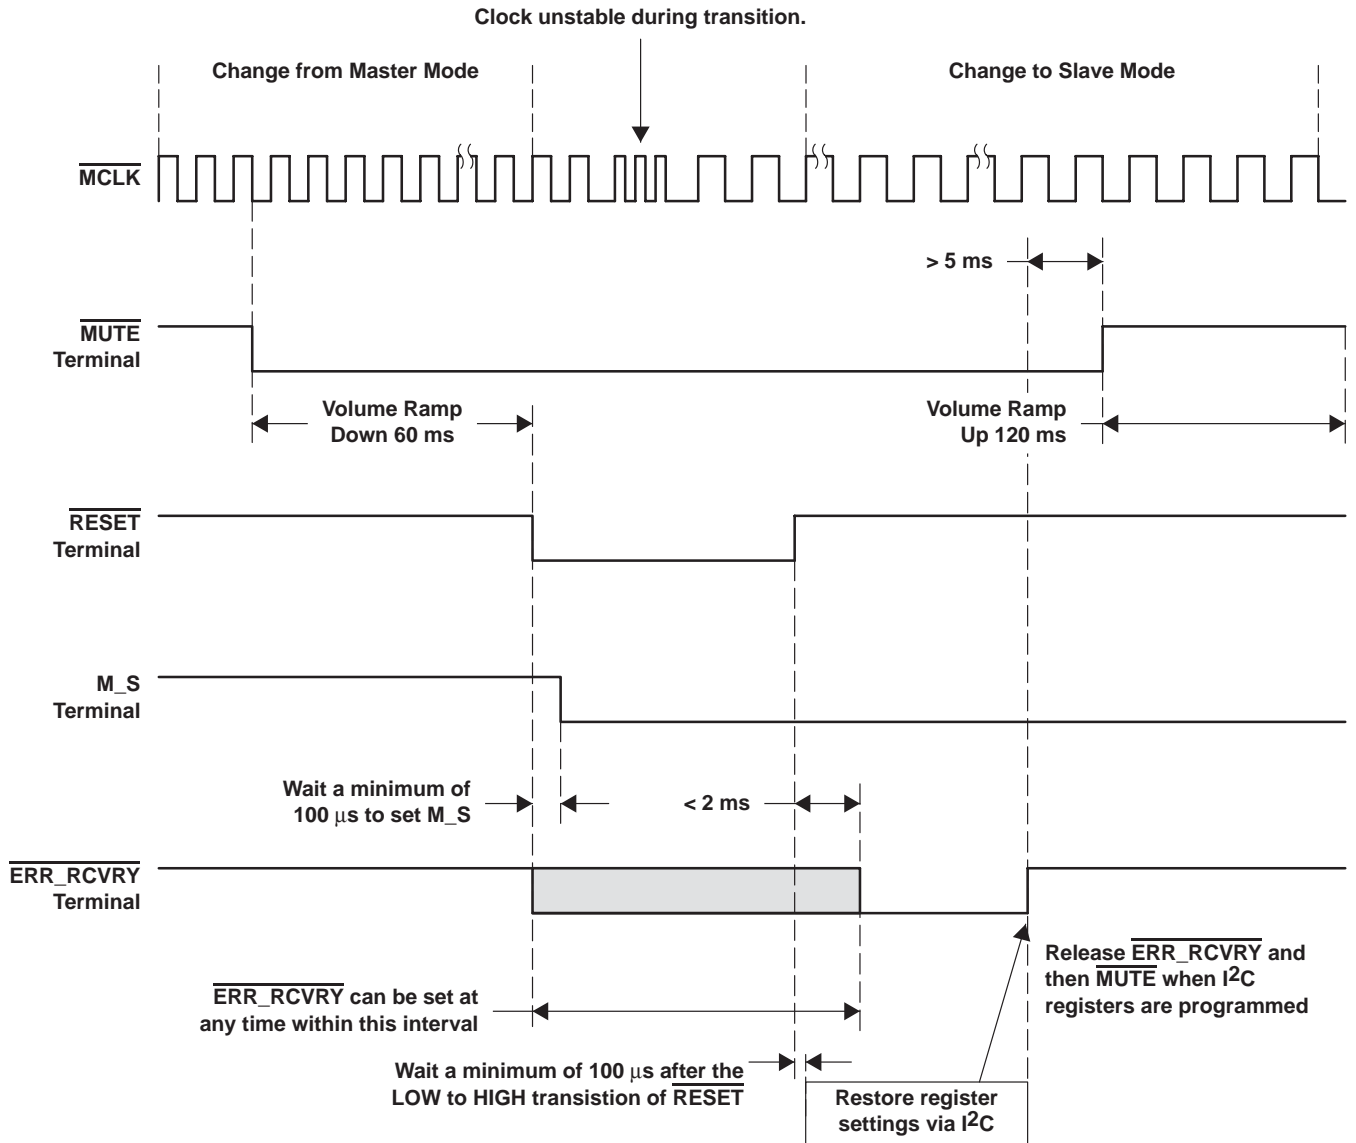 Clock unstable during transition.
Change from Master Mode
Change to Slave Mode
MCLK
> 5 ms
MUTE
Terminal
Volume Ramp
Down 60 ms
Volume Ramp
Up 120 ms
RESET
Terminal
M_S
Terminal
Wait a minimum of
100 μs to set M_S
< 2 ms
ERR_RCVRY
Terminal
ERR_RCVRY can be set at
any time within this interval
Release ERR_RCVRY and
then MUTE when I2C
registers are programmed
Wait a minimum of 100 μs after the
LOW to HIGH transistion of RESET
Restore register
settings via I2C